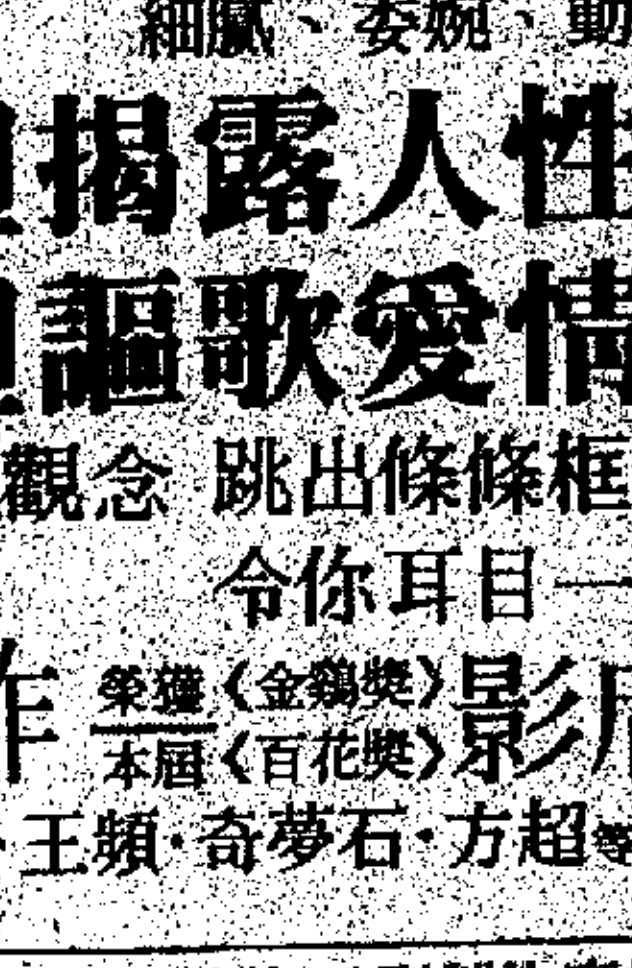 細膩、委婉、動
揭露人性
謳歌愛情
觀念 跳出條條框
令你耳目一
作 榮獲《金鷄獎》影
本屆《百花獎》
·王頻·奇夢石·方超等